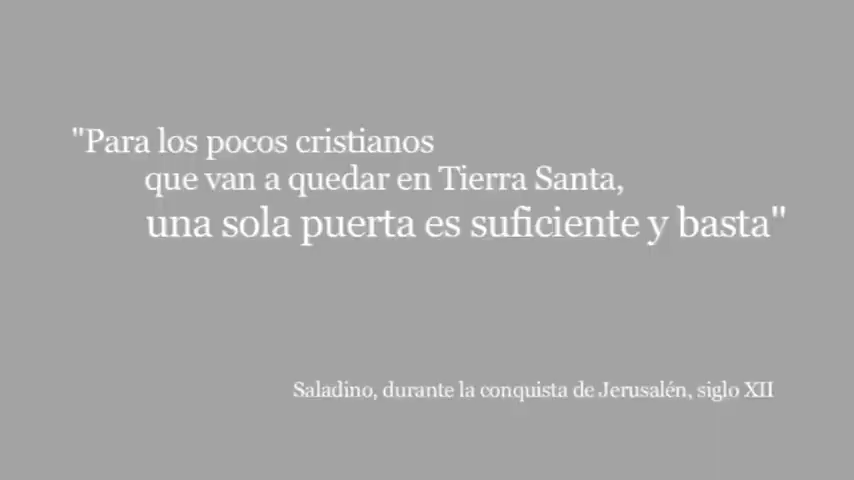 "Para los pocos cristianos
que van a quedar en Tierra Santa,
una sola puerta es suficiente y basta"
Saladino, durante la conquista de Jerusalén, siglo XII